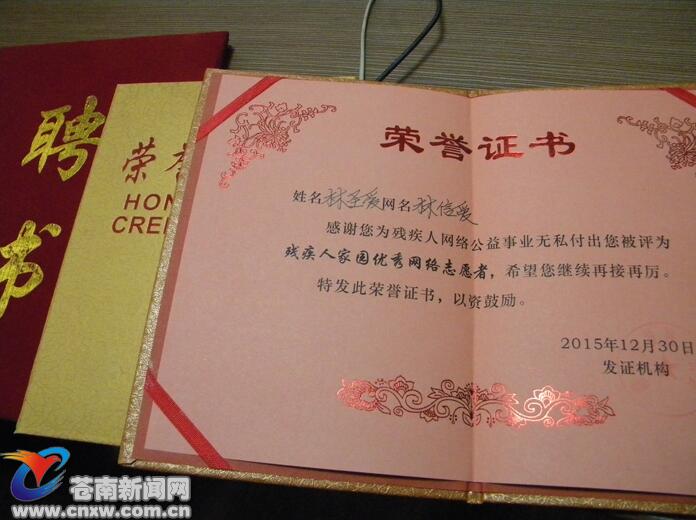 聘
书
荣誉
HON
CREDE
荣誉证书
姓名林圣爱网名林信爱
感谢您为残疾人网络公益事业无私付出您被评为
残疾人家园优秀网络志愿者，希望您继续再接再厉。
特发此荣誉证书，以资鼓励。
2015年12月30日
发证机构
苍南新闻网
www.cnxw.com.cn